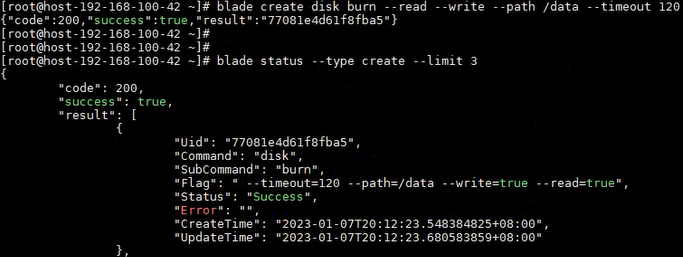 [root@host-192-168-100-42 ~]# blade create disk burn --read --write --path /data --timeout 120
{"code":200,"success":true,"result":"77081e4d61f8fba5"}
[root@host-192-168-100-42 ~]#
[root@host-192-168-100-42 ~]#
[root@host-192-168-100-42 ~]# blade status --type create --limit 3
{
        "code": 200,
        "success": true,
        "result": [
                {
                        "Uid": "77081e4d61f8fba5",
                        "Command": "disk",
                        "SubCommand": "burn",
                        "Flag": " --timeout=120 --path=/data --write=true --read=true",
                        "Status": "Success",
                        "Error": "",
                        "CreateTime": "2023-01-07T20:12:23.548384825+08:00",
                        "UpdateTime": "2023-01-07T20:12:23.680583859+08:00"
                },